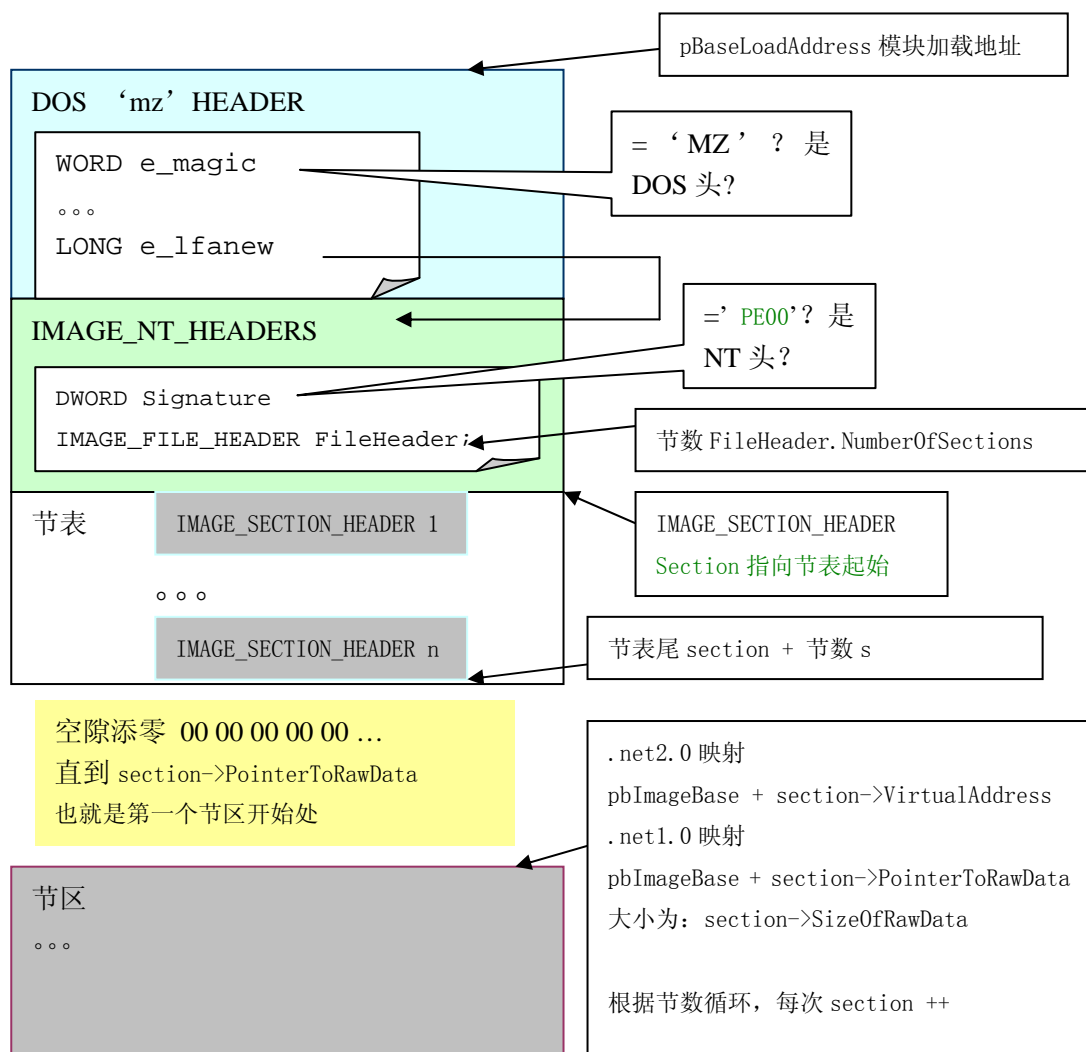 pBaseLoadAddress 模块加载地址
DOS ‘mz’ HEADER
WORD e_magic
。。。
LONG e_lfanew
= ‘ MZ ’ ? 是
DOS 头?
IMAGE_NT_HEADERS
=’ PE00’? 是
NT 头?
DWORD Signature
IMAGE_FILE_HEADER FileHeader;
节数 FileHeader.NumberOfSections
节表
IMAGE_SECTION_HEADER 1
。。。
IMAGE_SECTION_HEADER n
IMAGE_SECTION_HEADER
Section 指向节表起始
节表尾 section + 节数 s
空隙添零 00 00 00 00 00 …
直到 section->PointerToRawData
也就是第一个节区开始处
.net2.0 映射
pbImageBase + section->VirtualAddress
.net1.0 映射
pbImageBase + section->PointerToRawData
大小为: section->SizeOfRawData
根据节数循环，每次 section ++
节区
。。。